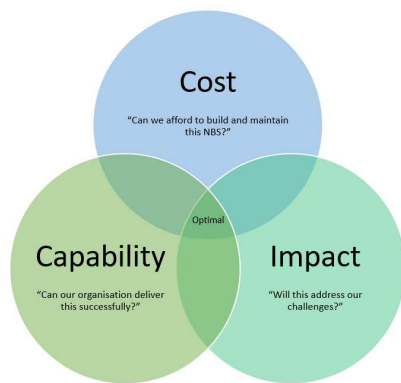 Cost
“Can we afford to build and maintain
this NBS?”
Optimal
Capability
“Can our organisation deliver
this successfully?”
Impact
“Will this address our
challenges?”